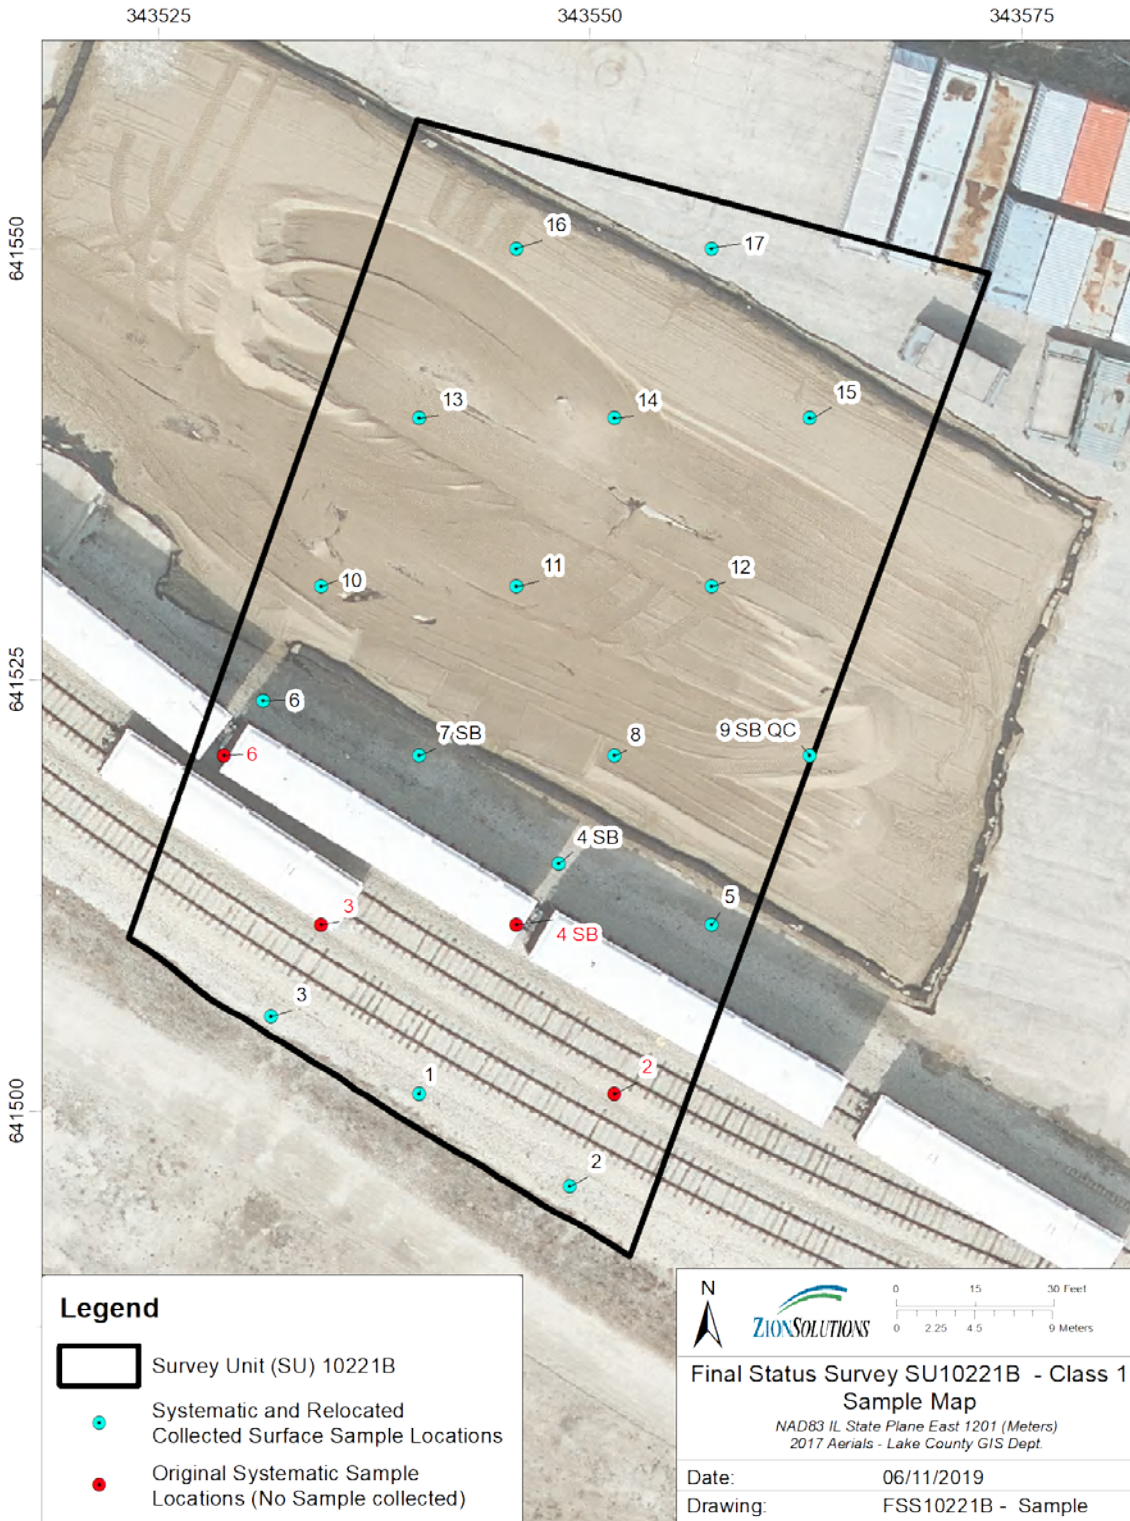 343525
343550
343575
641550
641525
641500
16
17
13
14
15
10
11
12
6
7 SB
8
9 SB QC
6
4 SB
5
3
4 SB
3
1
2
2
Legend
Survey Unit (SU) 10221B
Systematic and Relocated
Collected Surface Sample Locations
Original Systematic Sample
Locations (No Sample collected)
N
ZIONSOLUTIONS
0 15 30 Feet
0 2.25 4.5 9 Meters
Final Status Survey SU10221B - Class 1
Sample Map
NAD83 IL State Plane East 1201 (Meters)
2017 Aerials - Lake County GIS Dept.
Date: 06/11/2019
Drawing: FSS10221B - Sample